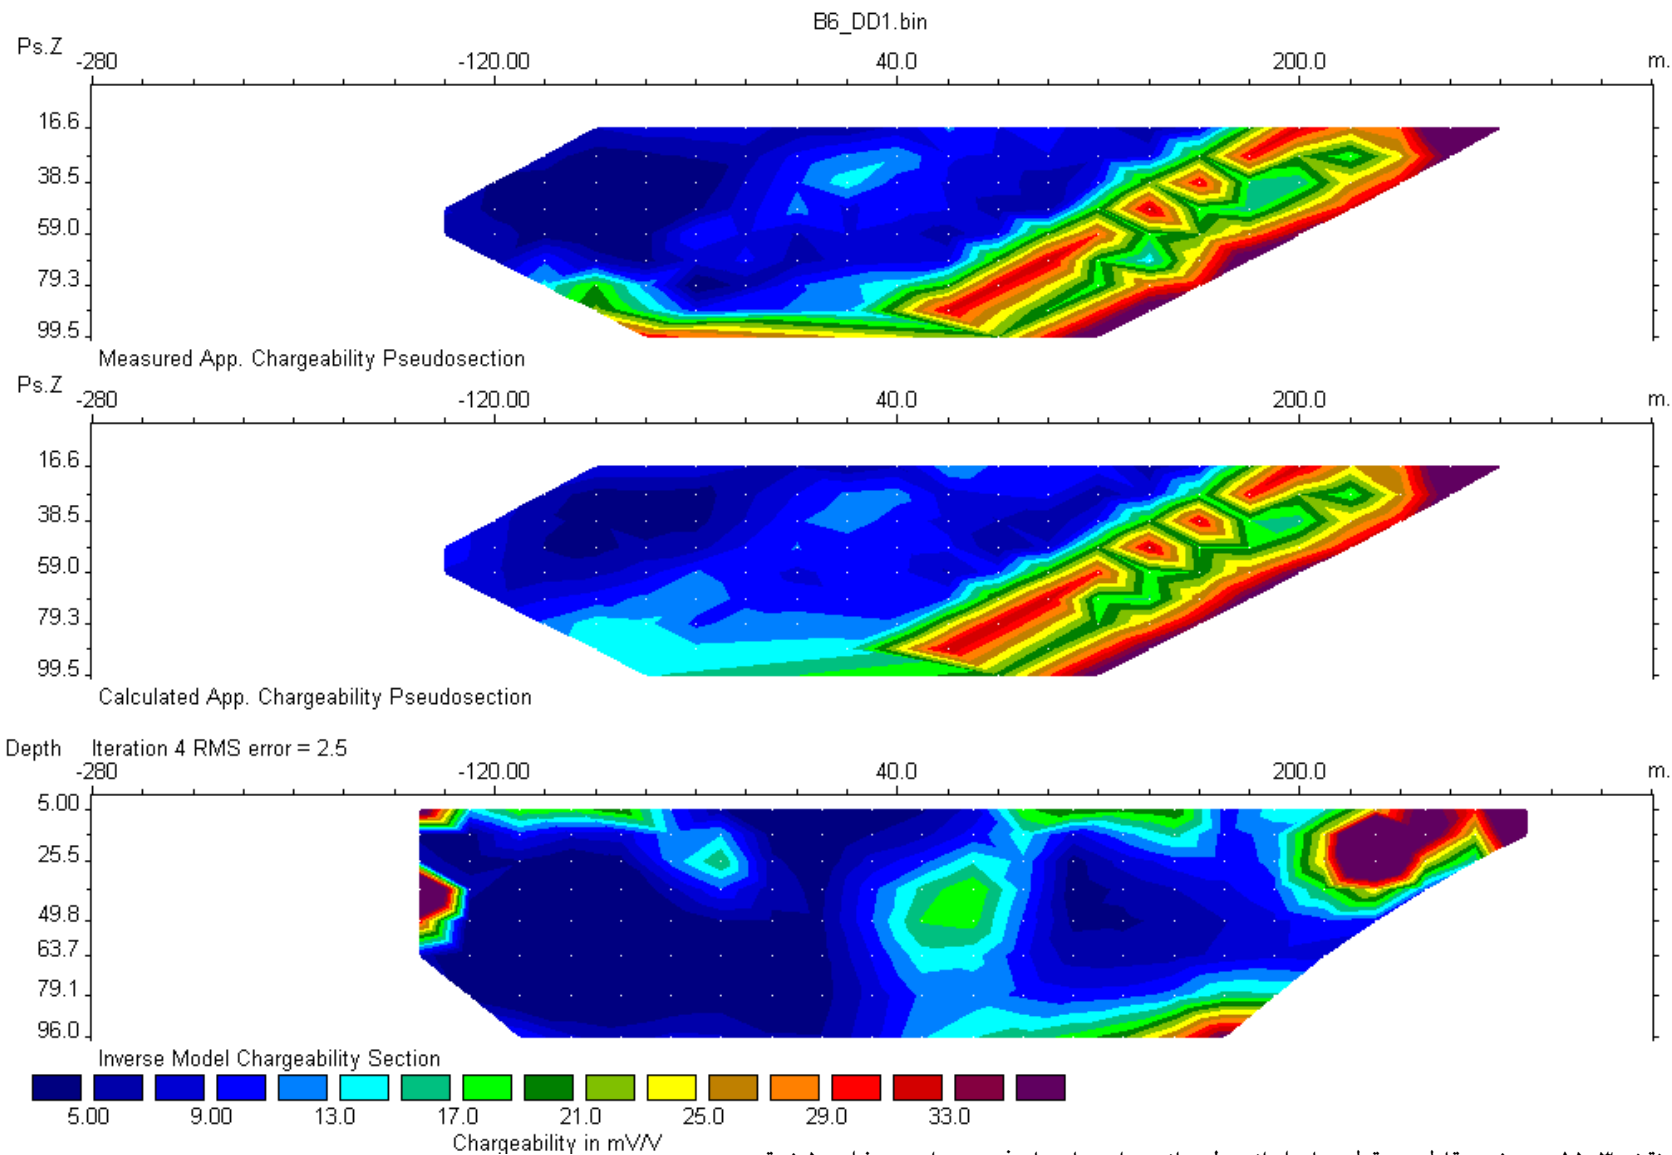 B6_DD1.bin
Ps.Z -280 -120.00 40.0 200.0 m.
16.6
38.5
59.0
79.3
99.5
Measured App. Chargeability Pseudosection
Ps.Z -280 -120.00 40.0 200.0 m.
16.6
38.5
59.0
79.3
99.5
Calculated App. Chargeability Pseudosection
Depth Iteration 4 RMS error = 2.5
-280 -120.00 40.0 200.0 m.
5.00
25.5
49.8
63.7
79.1
96.0
Inverse Model Chargeability Section
5.00 9.00 13.0 17.0 21.0 25.0 29.0 33.0
Chargeability in mV/V